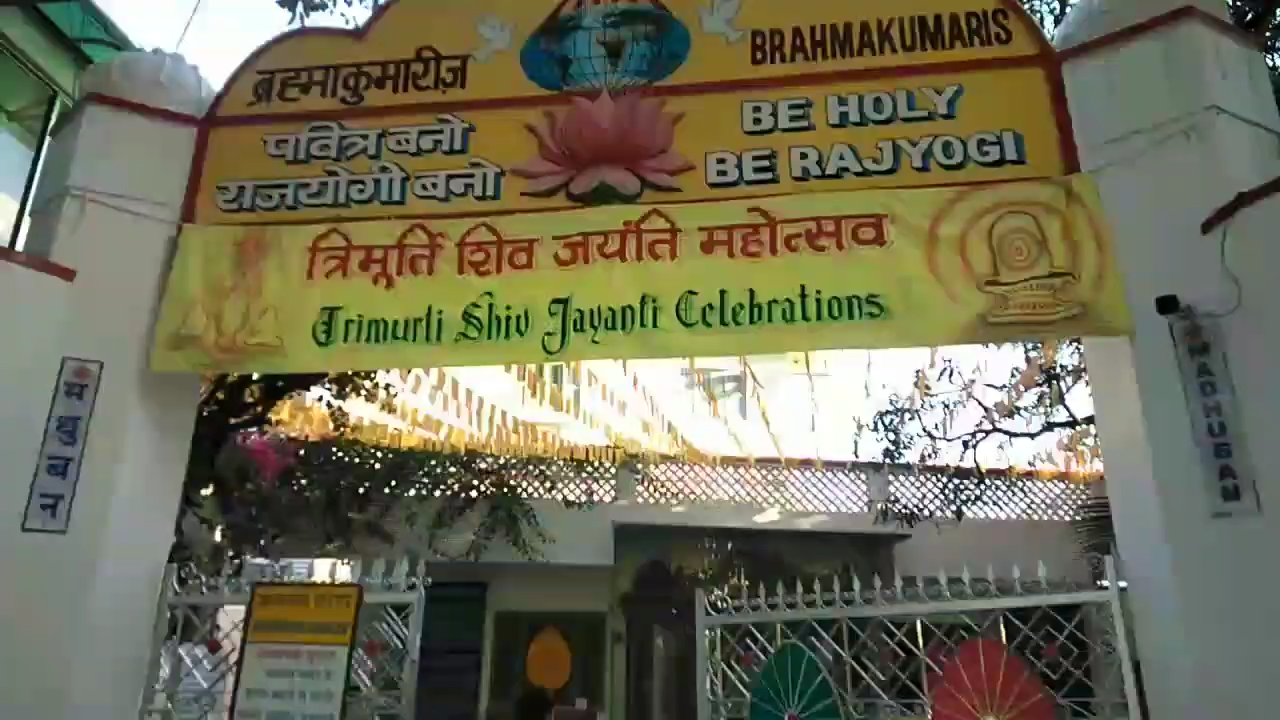 ब्रह्माकुमारीज़
BRAHMAKUMARIS
पवित्र बनो
राजयोगी बनो
BE HOLY
BE RAJYOGI
त्रिमूर्ति शिव जयंति महोत्सव
Trimurti Shiv Jayanti Celebrations
मधुबन
MADHUBAN